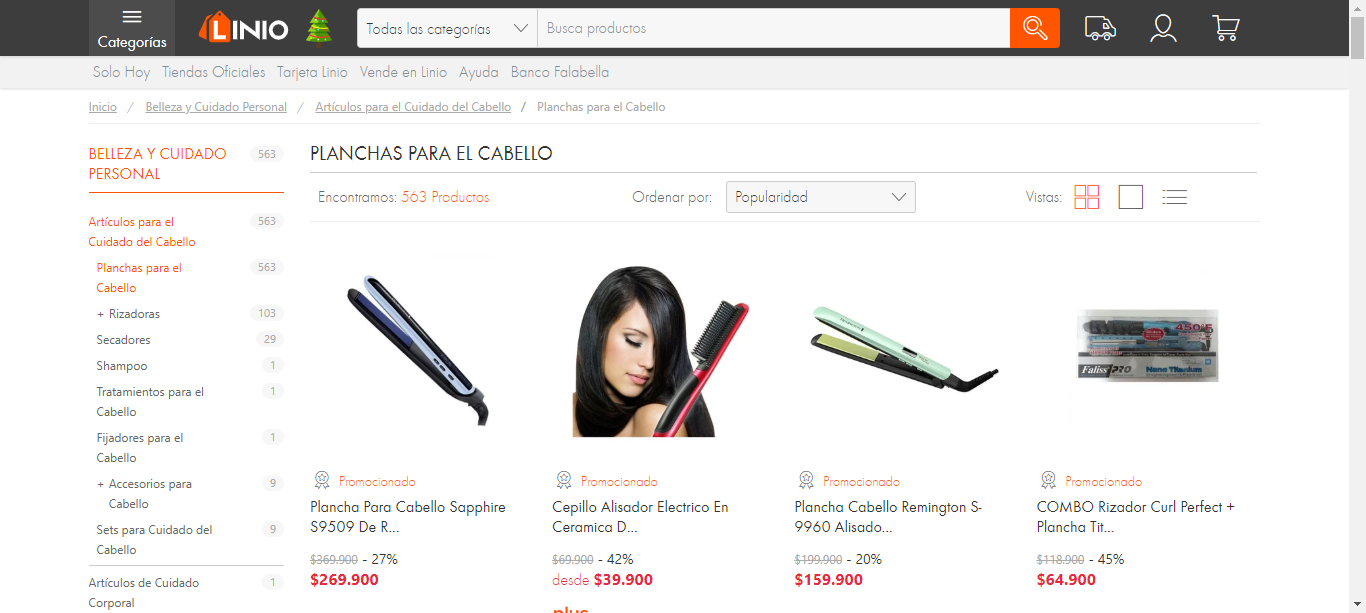 Categorías
LINIO
Todas las categorías
Busca productos
Solo Hoy
Tiendas Oficiales
Tarjeta Linio
Vende en Linio
Ayuda
Banco Falabella
Inicio / Belleza y Cuidado Personal / Artículos para el Cuidado del Cabello / Planchas para el Cabello
BELLEZA Y CUIDADO 563
PERSONAL
Artículos para el 563
Cuidado del Cabello
Planchas para el 563
Cabello
+ Rizadoras 103
Secadores 29
Shampoo 1
Tratamientos para el 1
Cabello
Fijadores para el 1
Cabello
+ Accesorios para 9
Cabello
Sets para Cuidado del 9
Cabello
Artículos de Cuidado 1
Corporal
PLANCHAS PARA EL CABELLO
Encontramos: 563 Productos
Ordenar por: Popularidad
Vistas:
Promocionado
Plancha Para Cabello Sapphire
S9509 De R...
$369.900 - 27%
$269.900
Promocionado
Cepillo Alisador Electrico En
Ceramica D...
$69.900 - 42%
desde $39.900
plus
Promocionado
Plancha Cabello Remington S-
9960 Alisado...
$199.900 - 20%
$159.900
450°F
Faliss PRO
Nano Titanium
Promocionado
COMBO Rizador Curl Perfect +
Plancha Tit...
$118.900 - 45%
$64.900